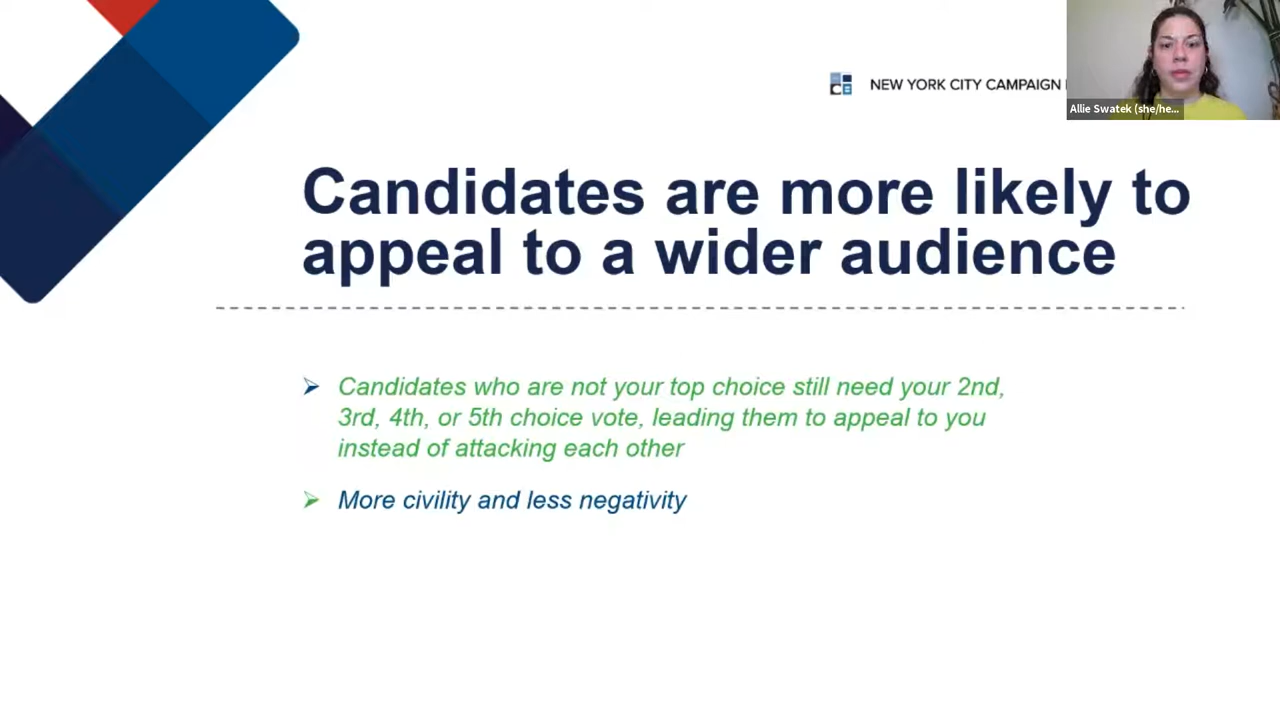 NEW YORK CITY CAMPAIGN
Allie Swatek (she/he...
Candidates are more likely to
appeal to a wider audience
Candidates who are not your top choice still need your 2nd,
3rd, 4th, or 5th choice vote, leading them to appeal to you
instead of attacking each other
More civility and less negativity